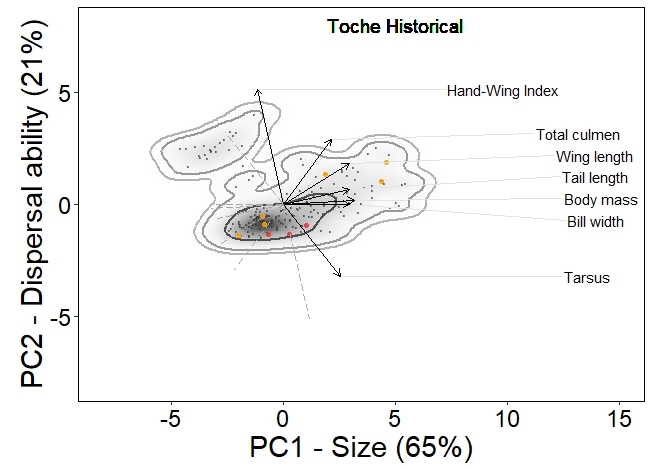 Toche Historical
PC2 - Dispersal ability (21%)
5
0
-5
Hand-Wing Index
Total culmen
Wing length
Tail length
Body mass
Bill width
Tarsus
-5
0
5
10
15
PC1 - Size (65%)